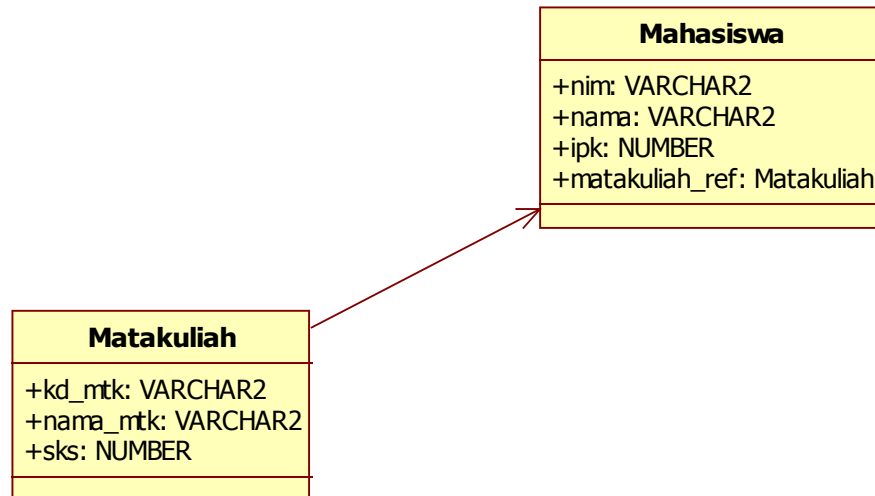 Mahasiswa
+nim: VARCHAR2
+nama: VARCHAR2
+ipk: NUMBER
+matakuliah_ref: Matakuliah
Matakuliah
+kd_mtk: VARCHAR2
+nama_mtk: VARCHAR2
+sks: NUMBER